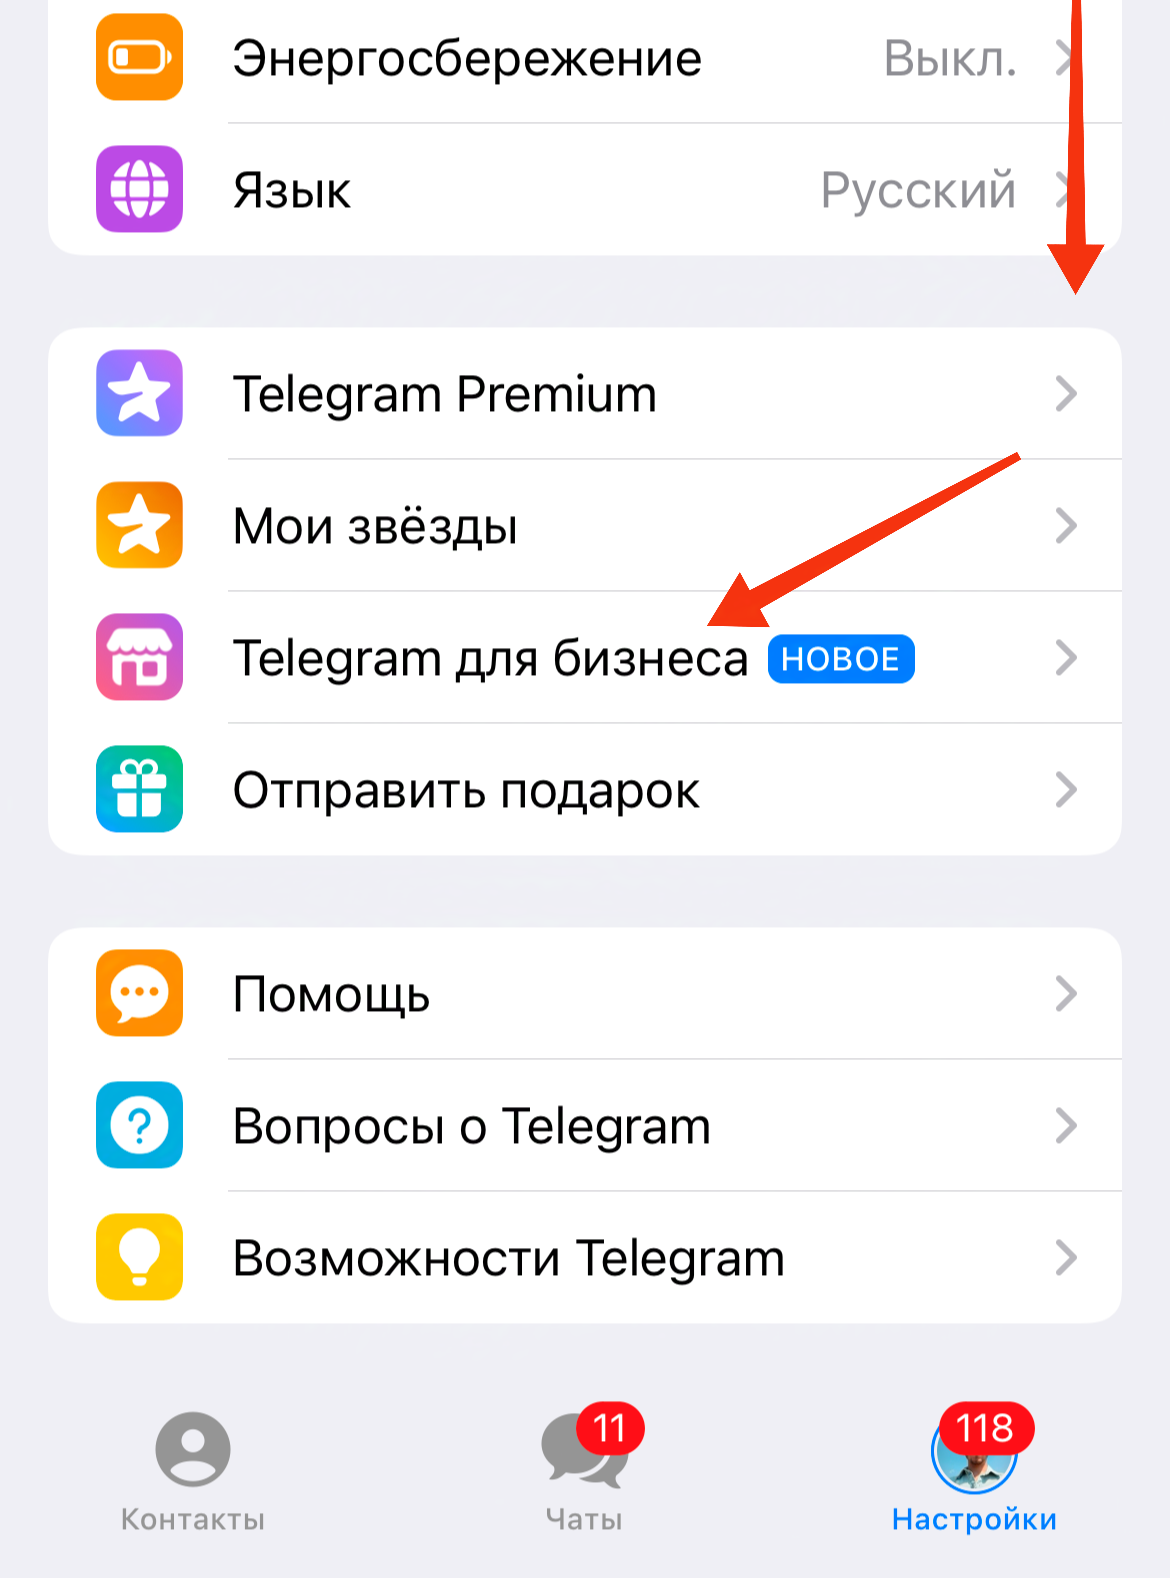 Энергосбережение Выкл.
Язык Русский
Telegram Premium
Мои звёзды
Telegram для бизнеса НОВОЕ
Отправить подарок
Помощь
?
Вопросы о Telegram
Возможности Telegram
11 118
Контакты Чаты Настройки